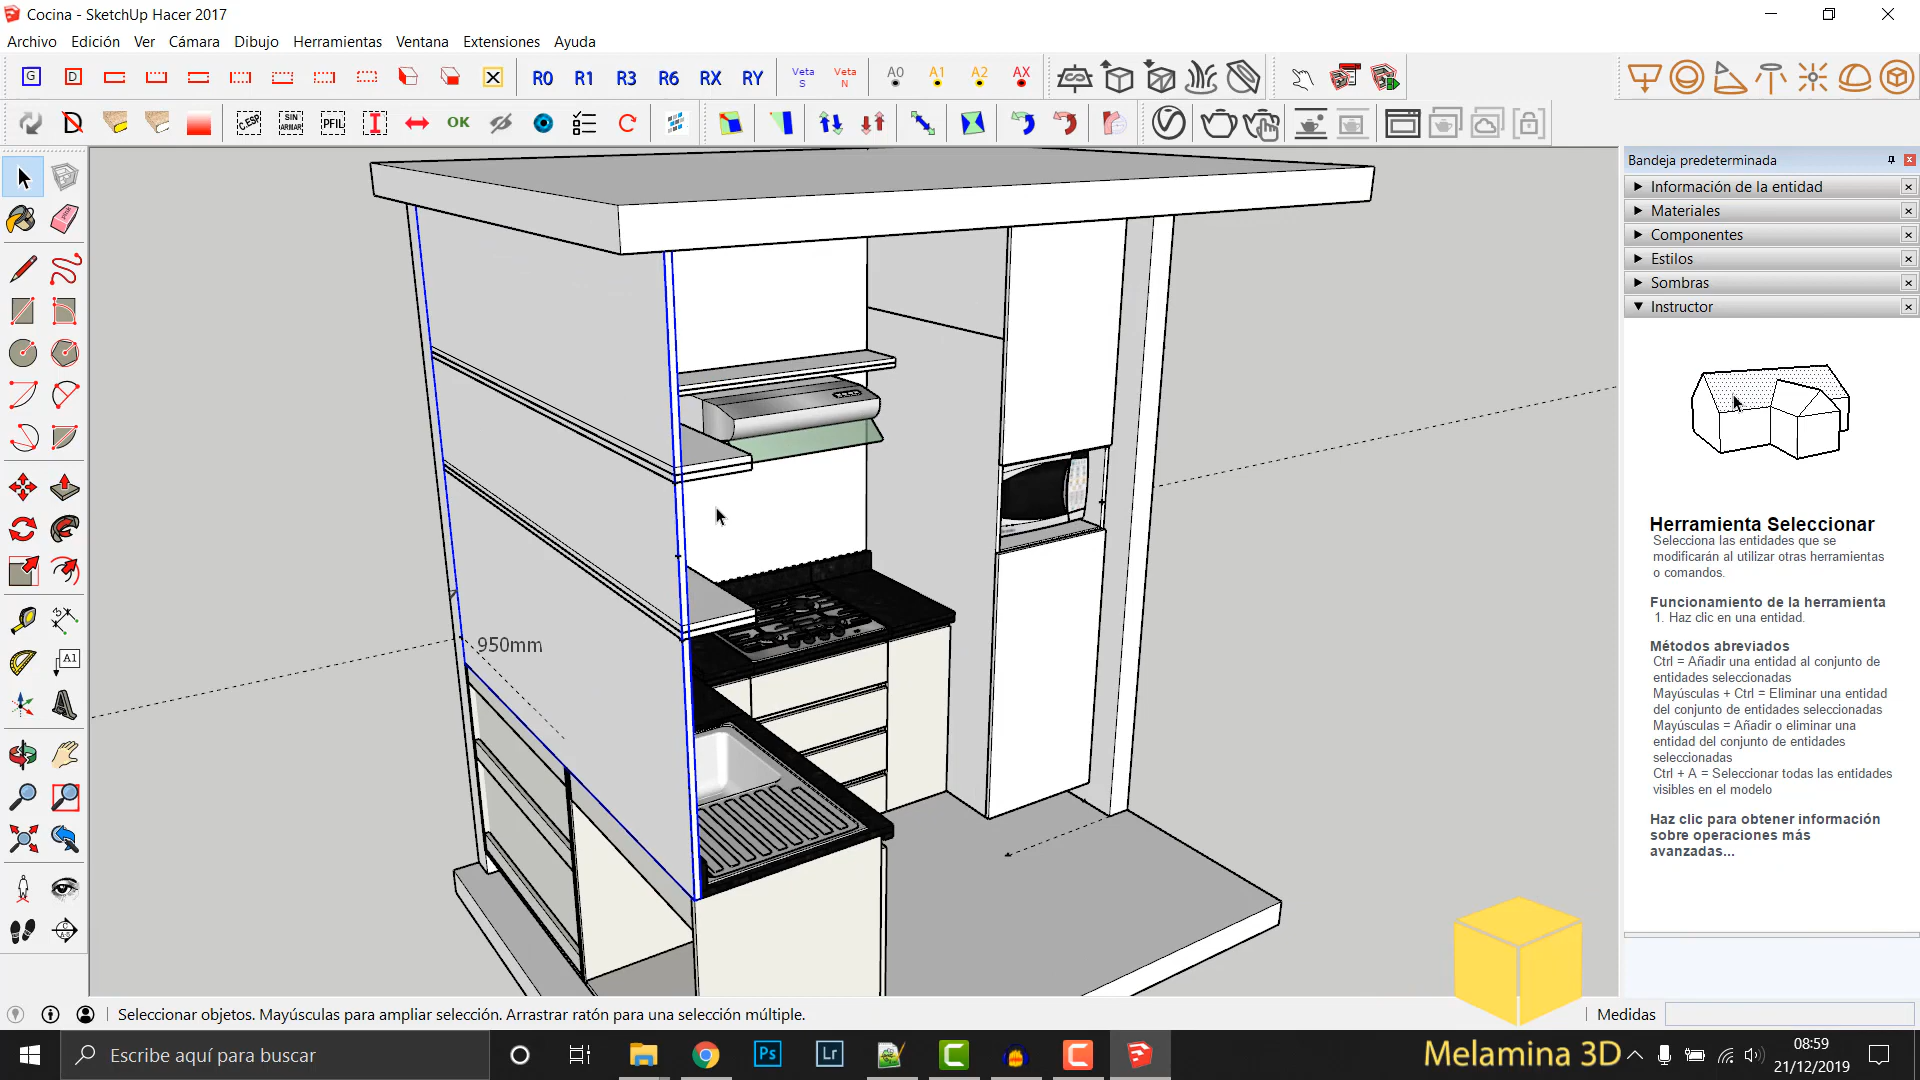 Cocina - SketchUp Hacer 2017
Archivo Edición Ver Cámara Dibujo Herramientas Ventana Extensiones Ayuda
G D R0 R1 R3 R6 RX RY Veta S Veta N A0 A1 A2 AX
D C.ESP SIN ARMAR PFIL OK
Bandeja predeterminada
Información de la entidad
Materiales
Componentes
Estilos
Sombras
Instructor
A1
950mm
Herramienta Seleccionar
Selecciona las entidades que se
modificarán al utilizar otras herramientas
o comandos.
Funcionamiento de la herramienta
1. Haz clic en una entidad.
Métodos abreviados
Ctrl = Añadir una entidad al conjunto de
entidades seleccionadas
Mayúsculas + Ctrl = Eliminar una entidad
del conjunto de entidades seleccionadas
Mayúsculas = Añadir o eliminar una
entidad del conjunto de entidades
seleccionadas
Ctrl + A = Seleccionar todas las entidades
visibles en el modelo
Haz clic para obtener información
sobre operaciones más
avanzadas...
Seleccionar objetos. Mayúsculas para ampliar selección. Arrastrar ratón para una selección múltiple.
Medidas
Escribe aquí para buscar
Ps Lr
Melamina 3D
08:59
21/12/2019